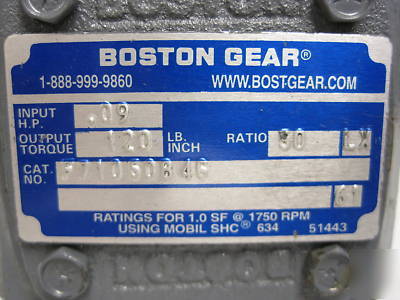 BOSTON GEAR®
1-888-999-9860 WWW.BOSTGEAR.COM
INPUT H.P. .09
OUTPUT TORQUE 120 LB. INCH RATIO LX
CAT. NO.
61
RATINGS FOR 1.0 SF @ 1750 RPM
USING MOBIL SHC® 634 51443